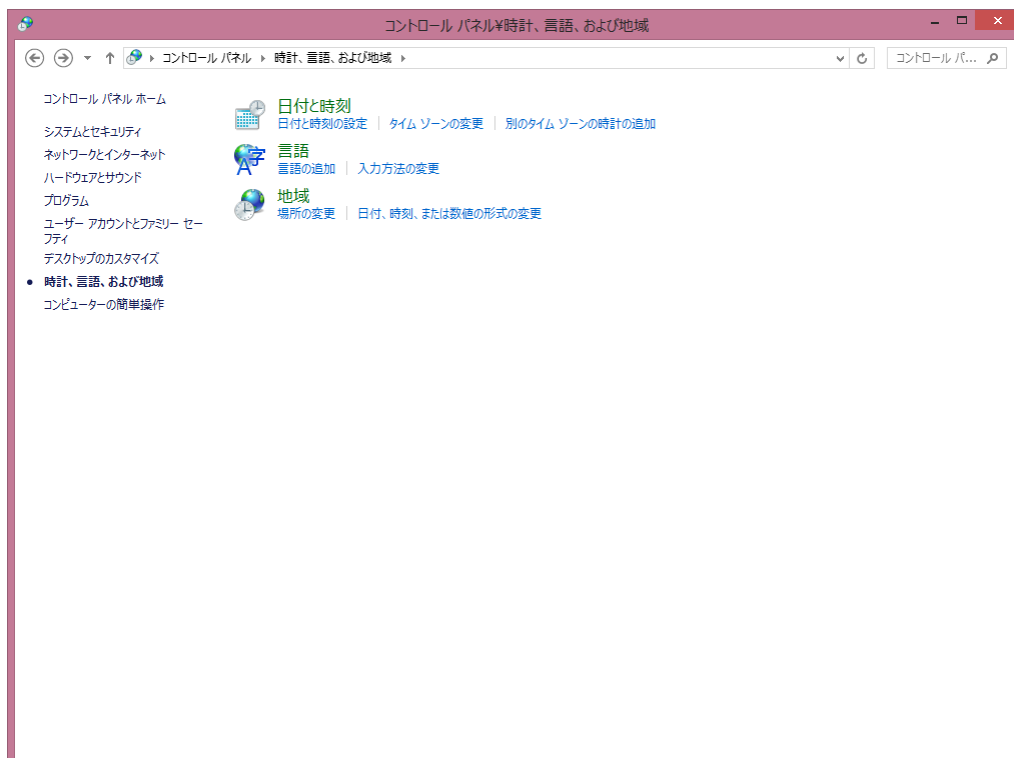 コントロール パネル¥時計、言語、および地域
コントロール パネル 時計、言語、および地域
コントロール パ...
コントロール パネル ホーム
システムとセキュリティ
ネットワークとインターネット
ハードウェアとサウンド
プログラム
ユーザー アカウントとファミリー セー
フティ
デスクトップのカスタマイズ
時計、言語、および地域
コンピューターの簡単操作
日付と時刻
日付と時刻の設定 タイム ゾーンの変更 別のタイム ゾーンの時計の追加
言語
言語の追加 入力方法の変更
地域
場所の変更 日付、時刻、または数値の形式の変更